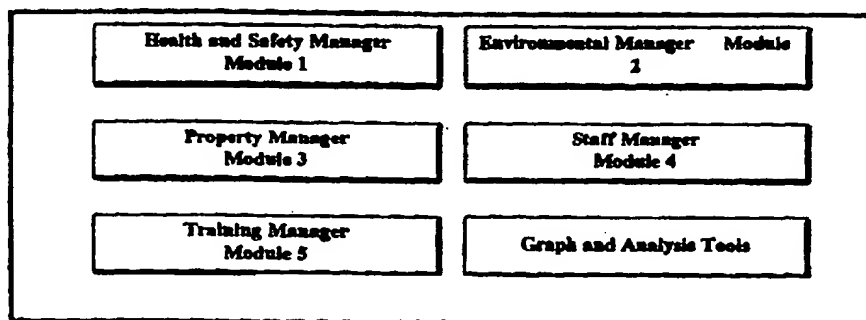 Health and Safety Manager
Module 1
Environmental Manager Module
2
Property Manager
Module 3
Staff Manager
Module 4
Training Manager
Module 5
Graph and Analysis Tools